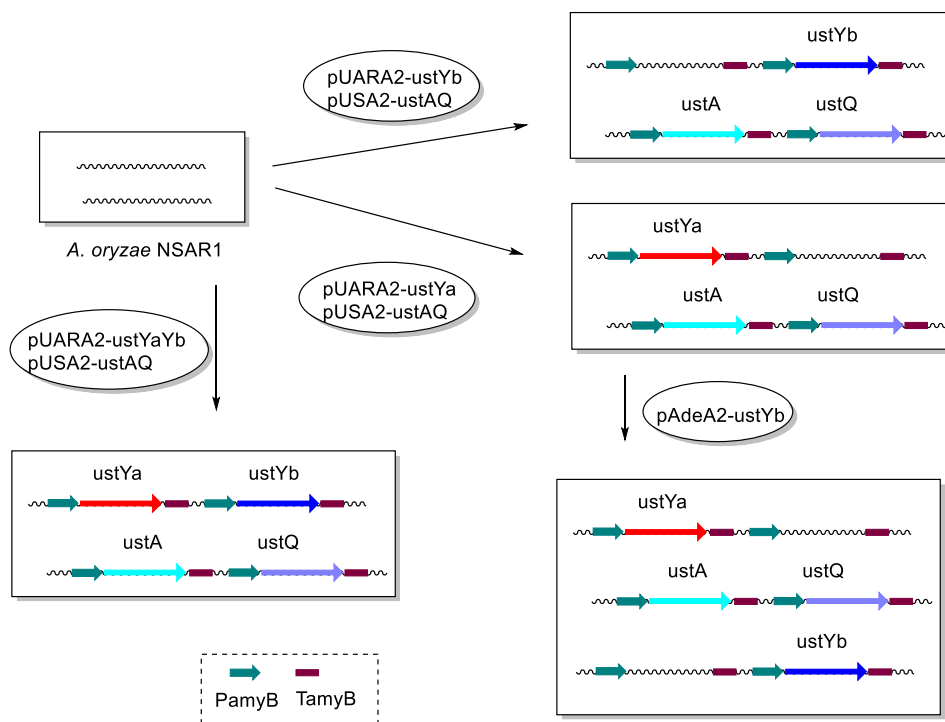 pUARA2-ustYb
pUSA2-ustAQ
ustYb
ustA ustQ
A. oryzae NSAR1
pUARA2-ustYa
pUSA2-ustAQ
ustYa
ustA ustQ
pUARA2-ustYaYb
pUSA2-ustAQ
pAdeA2-ustYb
ustYa ustYb
ustA ustQ
ustYa
ustA ustQ
ustYb
PamyB TamyB